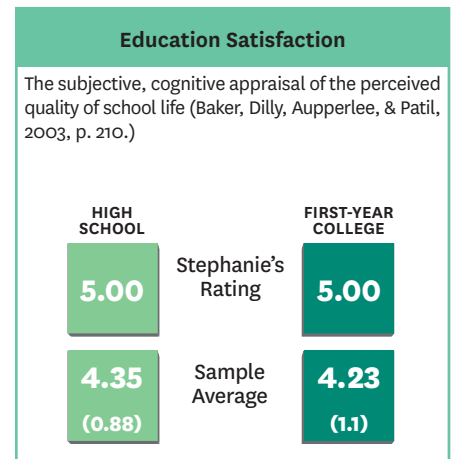 Education Satisfaction
The subjective, cognitive appraisal of the perceived
quality of school life (Baker, Dilly, Aupperlee, & Patil,
2003, p. 210.)
HIGH
SCHOOL
FIRST-YEAR
COLLEGE
5.00
Stephanie's
Rating
5.00
4.35
(0.88)
Sample
Average
4.23
(1.1)